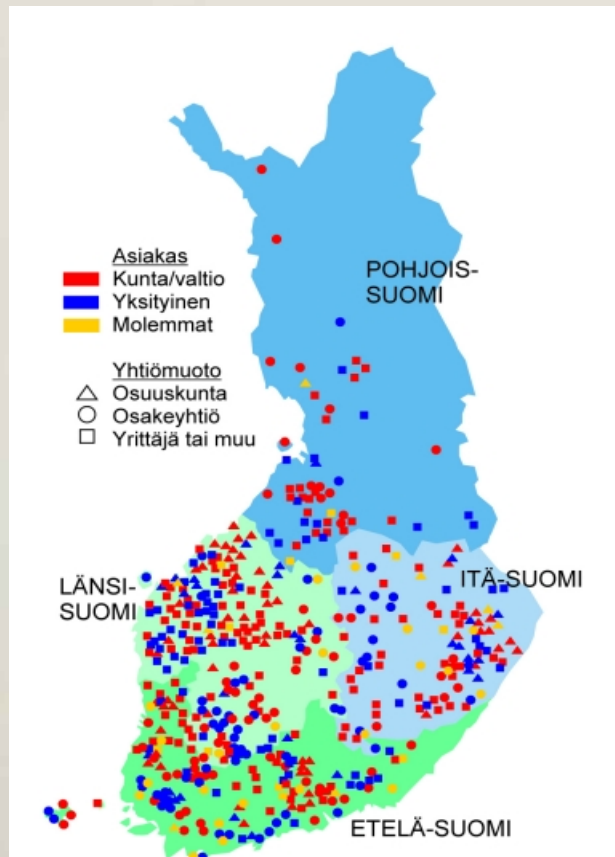 POHJOIS-
SUOMI
Asiakas
Kunta/valtio
Yksityinen
Molemmat
Yhtiömuoto
Osuuskunta
Osakeyhtiö
Yrittäjä tai muu
LÄNSI-
SUOMI
ITÄ-SUOMI
ETELÄ-SUOMI